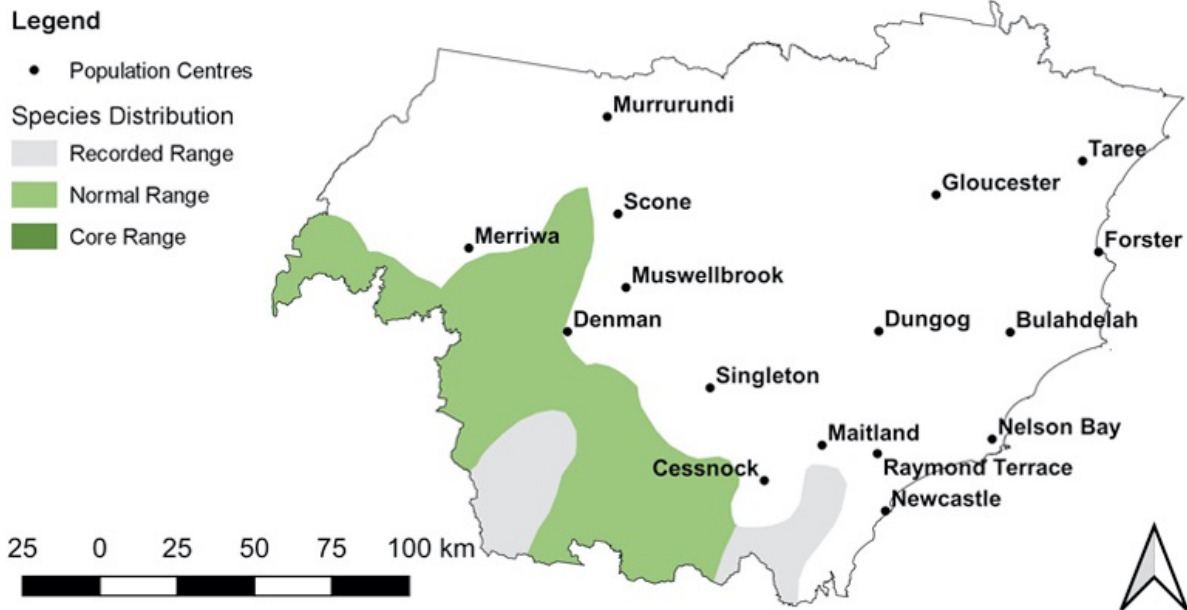 Legend
Population Centres
Species Distribution
Recorded Range
Normal Range
Core Range
Murrurundi
Taree
Gloucester
Scone
Merriwa
Forster
Muswellbrook
Denman
Dungog
Bulahdelah
Singleton
Nelson Bay
Maitland
Cessnock
Raymond Terrace
Newcastle
25 0 25 50 75 100 km